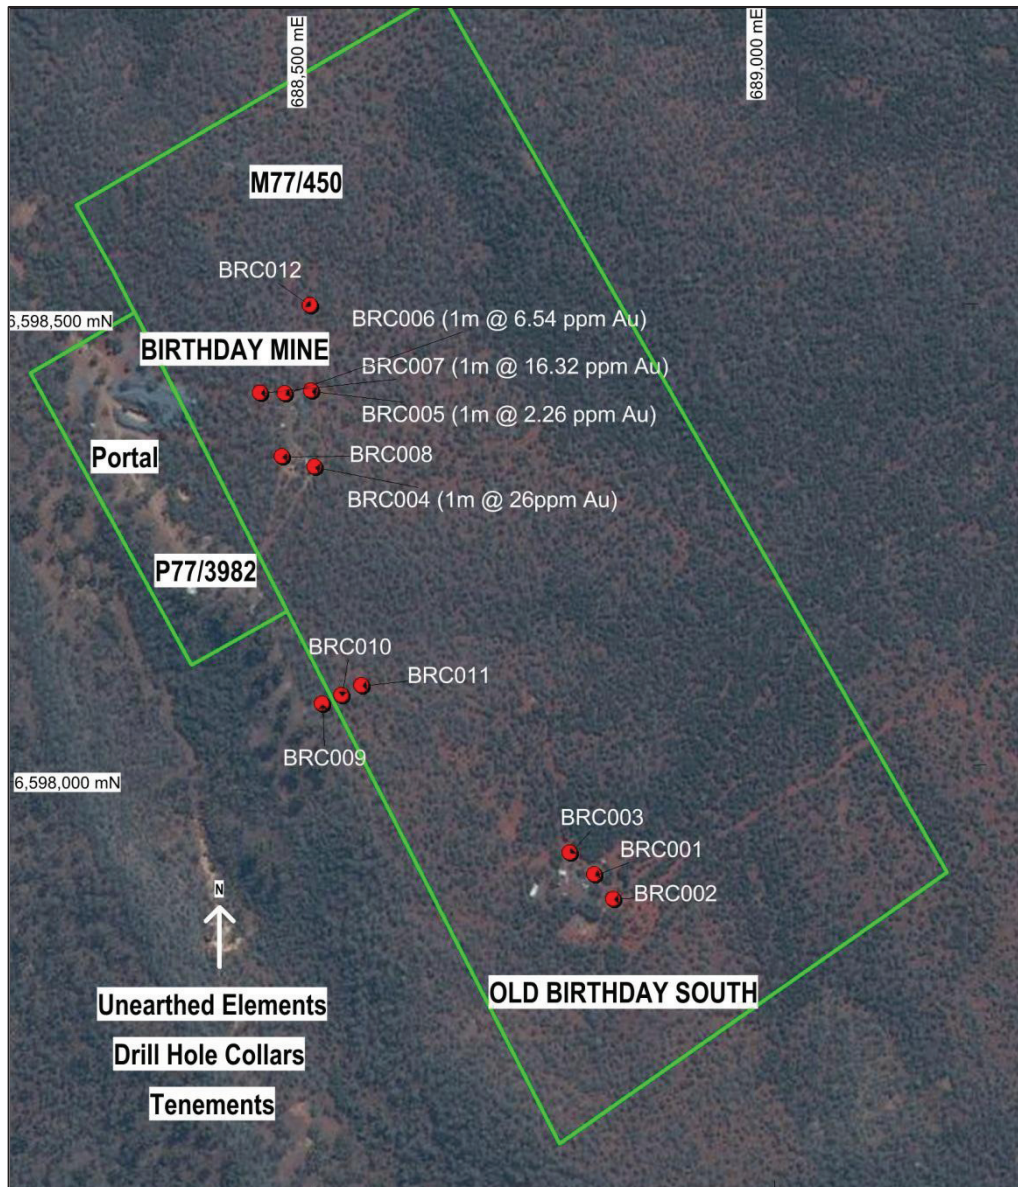 688,500 mE
689,000 mE
M77/450
BRC012
6,598,500 mN
BRC006 (1m @ 6.54 ppm Au)
BIRTHDAY MINE
BRC007 (1m @ 16.32 ppm Au)
BRC005 (1m @ 2.26 ppm Au)
Portal
BRC008
BRC004 (1m @ 26ppm Au)
P77/3982
BRC010
BRC011
BRC009
6,598,000 mN
BRC003
BRC001
BRC002
N
OLD BIRTHDAY SOUTH
Unearthed Elements
Drill Hole Collars
Tenements